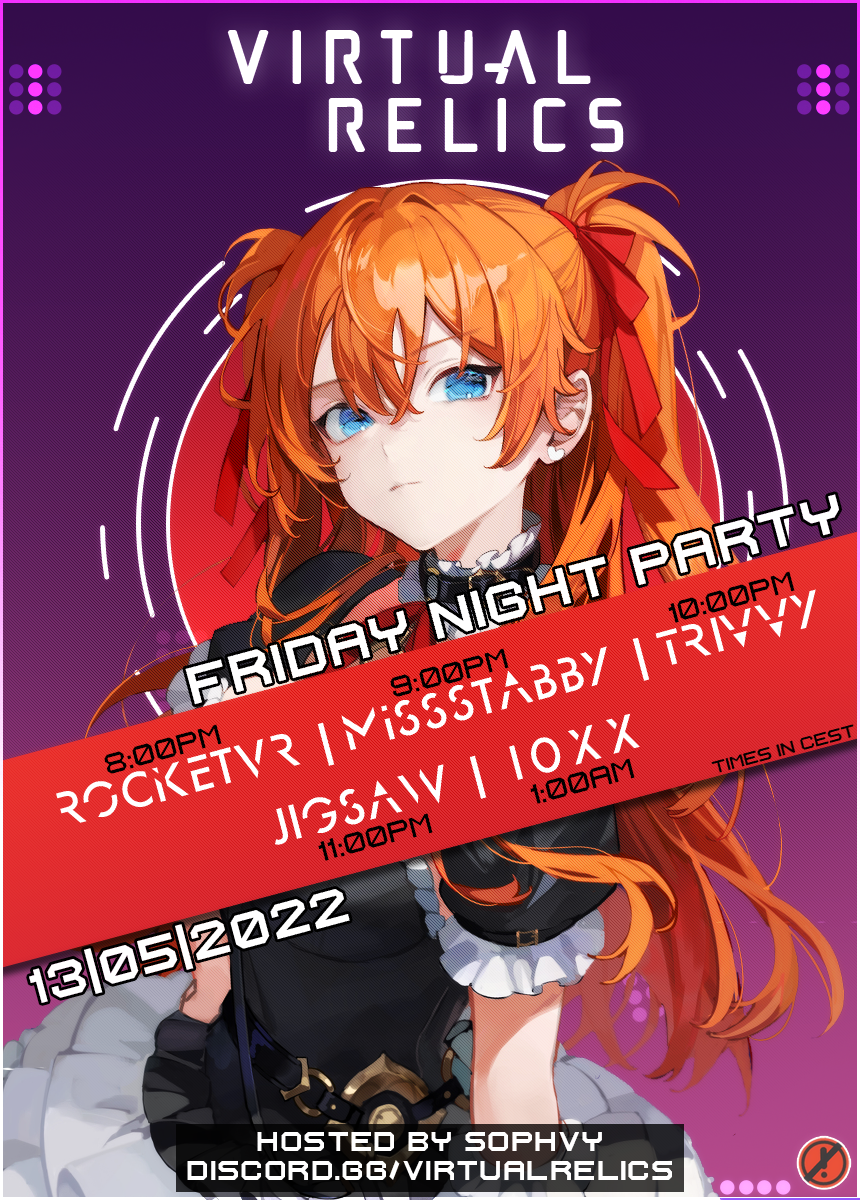 VIRTUAL
RELICS
FRIDAY NIGHT PARTY
8:00PM 9:00PM 10:00PM
ROCKETVR | MiSSSTABBY | TRIVVY
JIGSAW | IOXX
11:00PM 1:00AM
TIMES IN CEST
13|05|2022
HOSTED BY SOPHVY
DISCORD.GG/VIRTUALRELICS